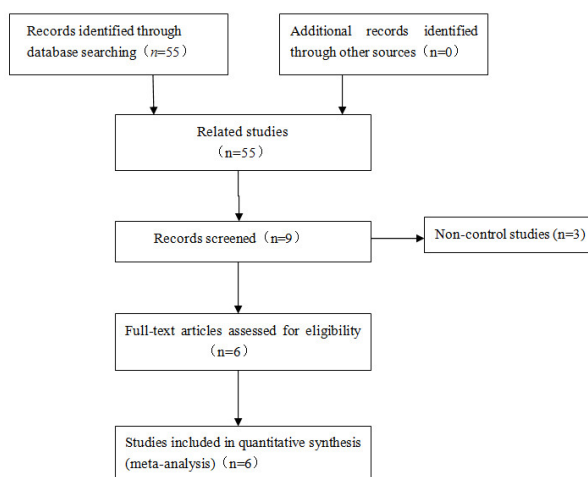 Records identified through
database searching（n=55）
Additional records identified
through other sources（n=0）
Related studies
（n=55）
Records screened（n=9）
Non-control studies (n=3)
Full-text articles assessed for eligibility
（n=6）
Studies included in quantitative synthesis
(meta-analysis)（n=6）